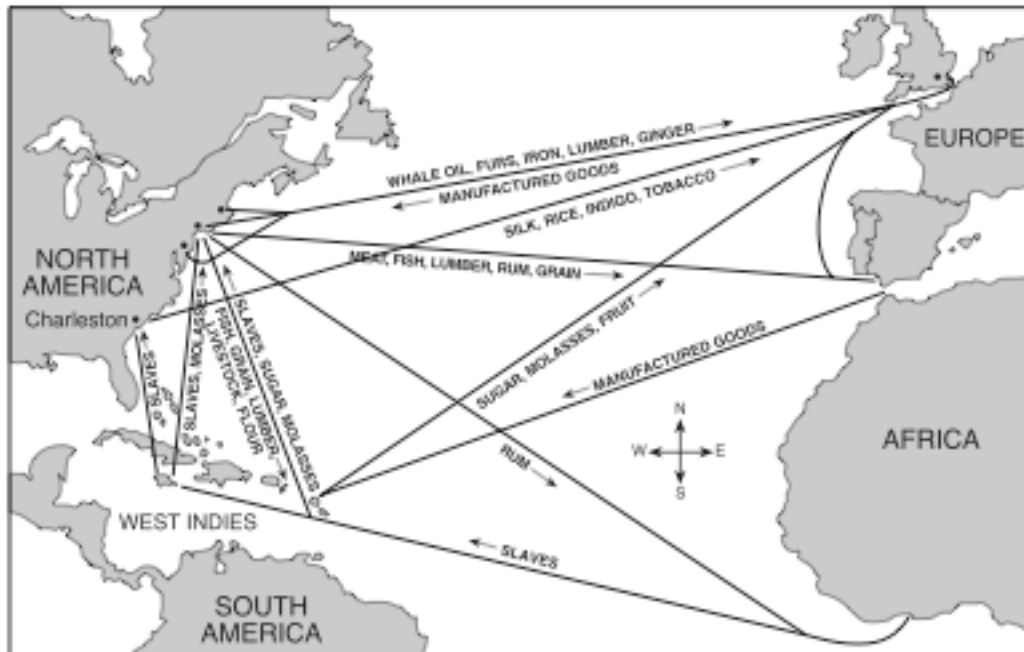 WHALE OIL, FURS, IRON, LUMBER, GINGER
MANUFACTURED GOODS
EUROPE
SILK, RICE, INDIGO, TOBACCO
NORTH
AMERICA
MEAT, FISH, LUMBER, RUM, GRAIN
Charleston
SLAVES
SLAVES, MOLASSES
SLAVES, SUGAR, MOLASSES
FISH, GRAIN, LUMBER,
LIVESTOCK, FLOUR
SUGAR, MOLASSES, FRUIT
MANUFACTURED GOODS
N
W E
S
AFRICA
RUM
WEST INDIES
SLAVES
SOUTH
AMERICA